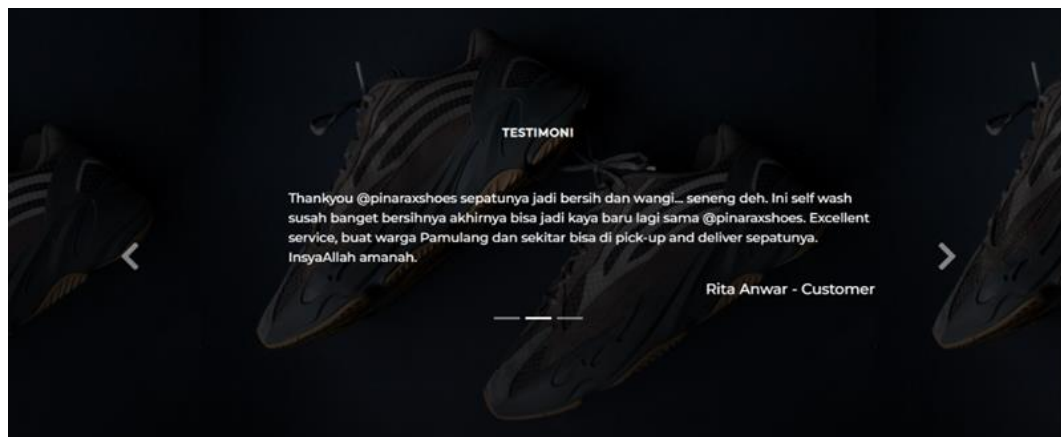 TESTIMONI
Thankyou @pinaraxshoes sepatunya jadi bersih dan wangi... seneng deh. Ini self wash
susah banget bersihnya akhirnya bisa jadi kaya baru lagi sama @pinaraxshoes. Excellent
service, buat warga Pamulang dan sekitar bisa di pick-up and deliver sepatunya.
InsyaAllah amanah.
Rita Anwar - Customer